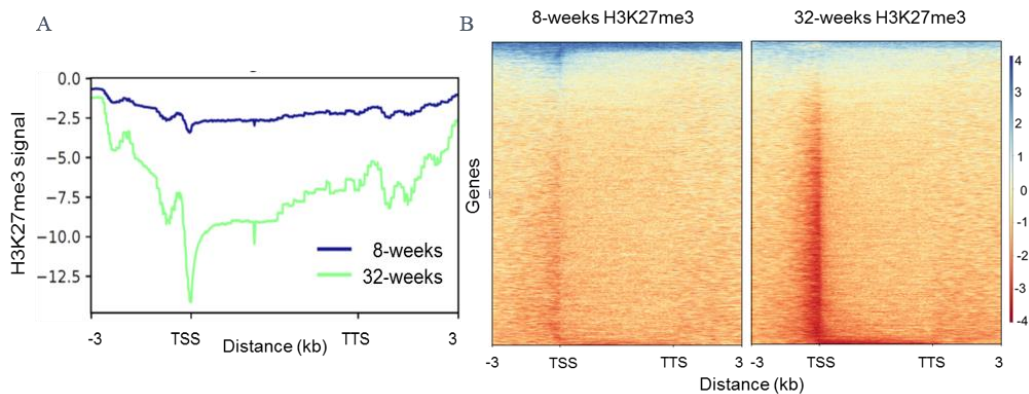 A
H3K27me3 signal
0.0
−2.5
−5.0
−7.5
−10.0
−12.5
8-weeks
32-weeks
-3
TSS
Distance (kb)
TTS
3
B
8-weeks H3K27me3
32-weeks H3K27me3
Genes
4
3
2
1
0
-1
-2
-3
-4
-3
TSS
TTS
3
-3
TSS
TTS
3
Distance (kb)